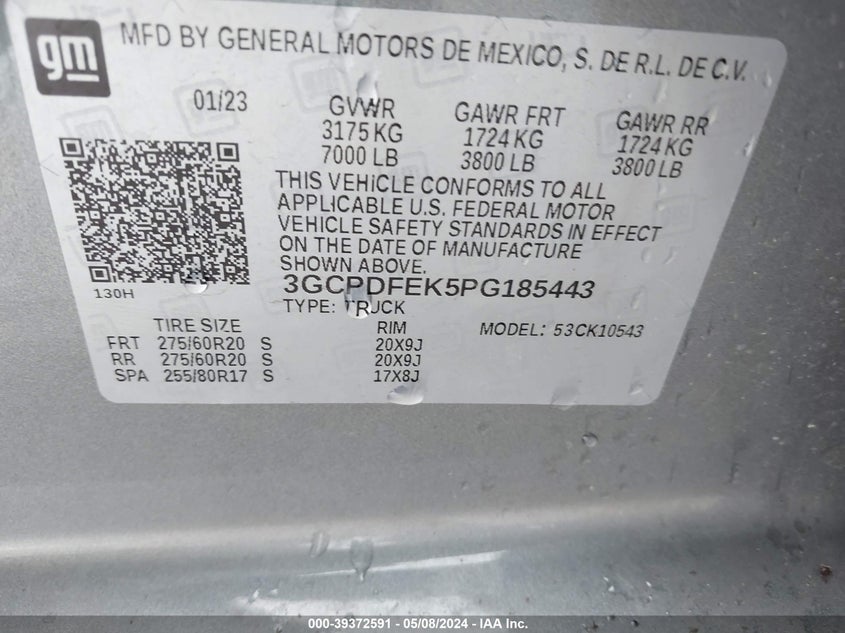 gm
MFD BY GENERAL MOTORS DE MEXICO, S. DE R.L. DE C.V.
01/23 GVWR GAWR FRT GAWR RR
3175 KG 1724 KG 1724 KG
7000 LB 3800 LB 3800 LB
THIS VEHICLE CONFORMS TO ALL
APPLICABLE U.S. FEDERAL MOTOR
VEHICLE SAFETY STANDARDS IN EFFECT
ON THE DATE OF MANUFACTURE
SHOWN ABOVE.
130H
3GCPDFEK5PG185443
TYPE: TRUCK
TIRE SIZE RIM MODEL: 53CK10543
FRT 275/60R20 S 20X9J
RR 275/60R20 S 20X9J
SPA 255/80R17 S 17X8J
000-39372591 - 05/08/2024 - IAA Inc.